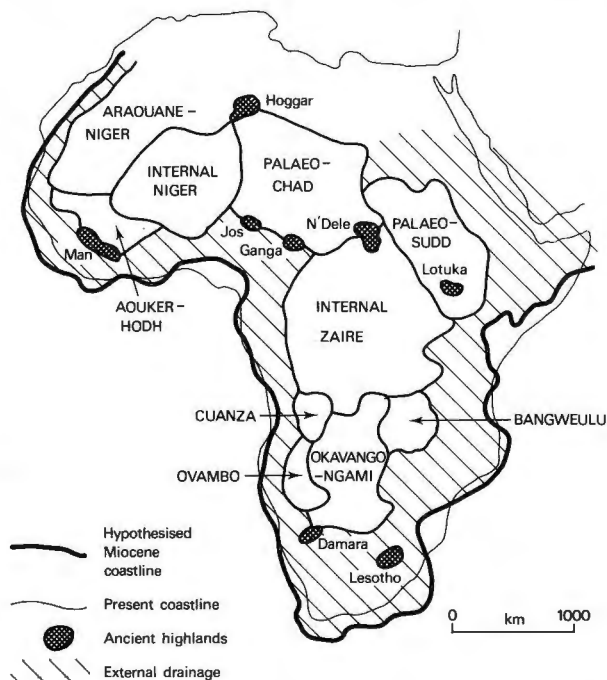 Hoggar
ARAOUANE-
NIGER
INTERNAL
NIGER
PALAEO-
CHAD
Jos
Ganga
N'Dele
PALAEO-
SUDD
Lotuka
Man
AOUKER-
HODH
INTERNAL
ZAIRE
CUANZA
BANGWEULU
OVAMBO
OKAVANGO
-NGAMI
Damara
Lesotho
Hypothesised
Miocene
coastline
Present coastline
Ancient highlands
External drainage
0 km 1000